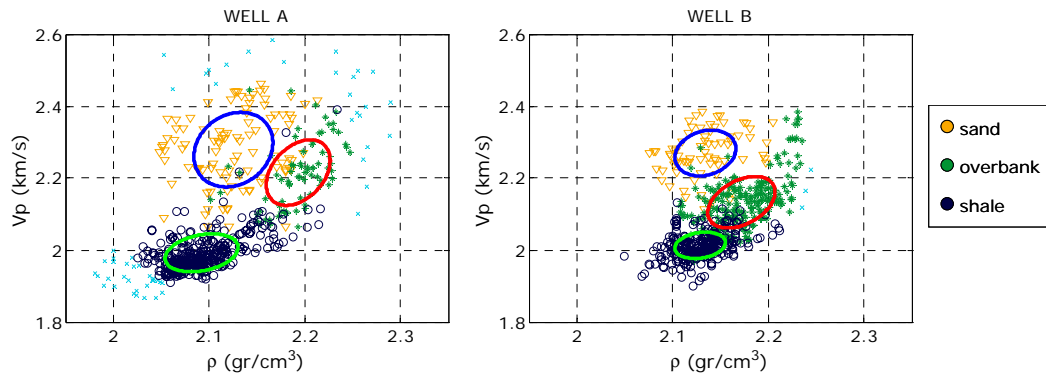 WELL A
WELL B
2.6
2.4
2.2
2
1.8
Vp (km/s)
2
2.1
2.2
2.3
ρ (gr/cm³)
2.6
2.4
2.2
2
1.8
Vp (km/s)
2
2.1
2.2
2.3
ρ (gr/cm³)
sand
overbank
shale